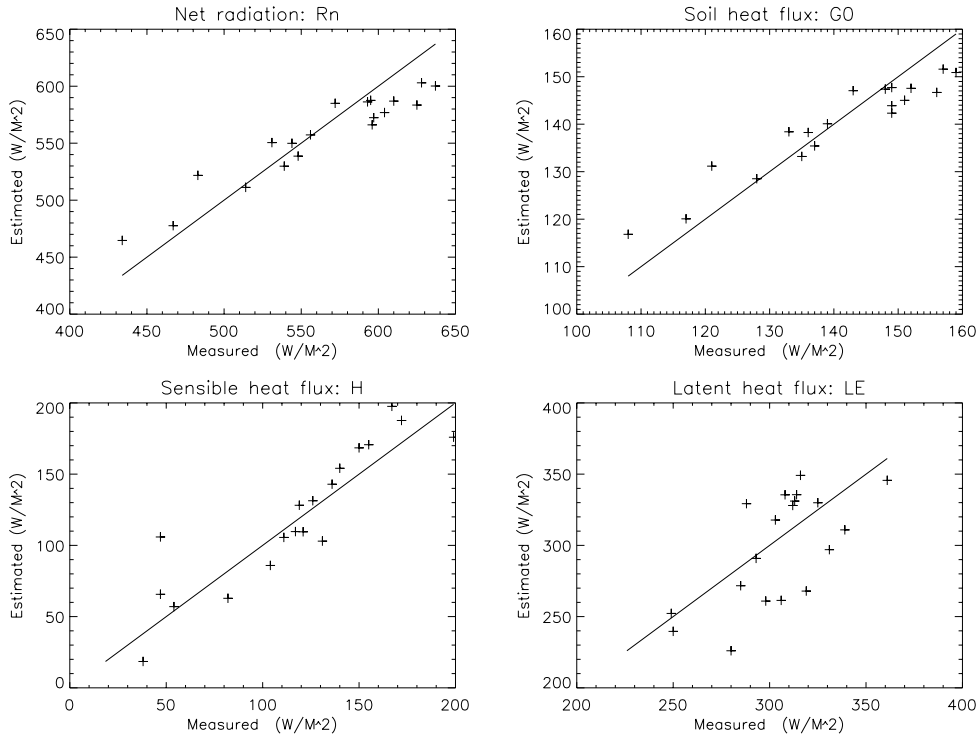 Net radiation: Rn
650
600
550
500
450
400
Estimated (W/M^2)
400 450 500 550 600 650
Measured (W/M^2)
Soil heat flux: G0
160
150
140
130
120
110
100
Estimated (W/M^2)
100 110 120 130 140 150 160
Measured (W/M^2)
Sensible heat flux: H
200
150
100
50
0
Estimated (W/M^2)
0 50 100 150 200
Measured (W/M^2)
Latent heat flux: LE
400
350
300
250
200
Estimated (W/M^2)
200 250 300 350 400
Measured (W/M^2)